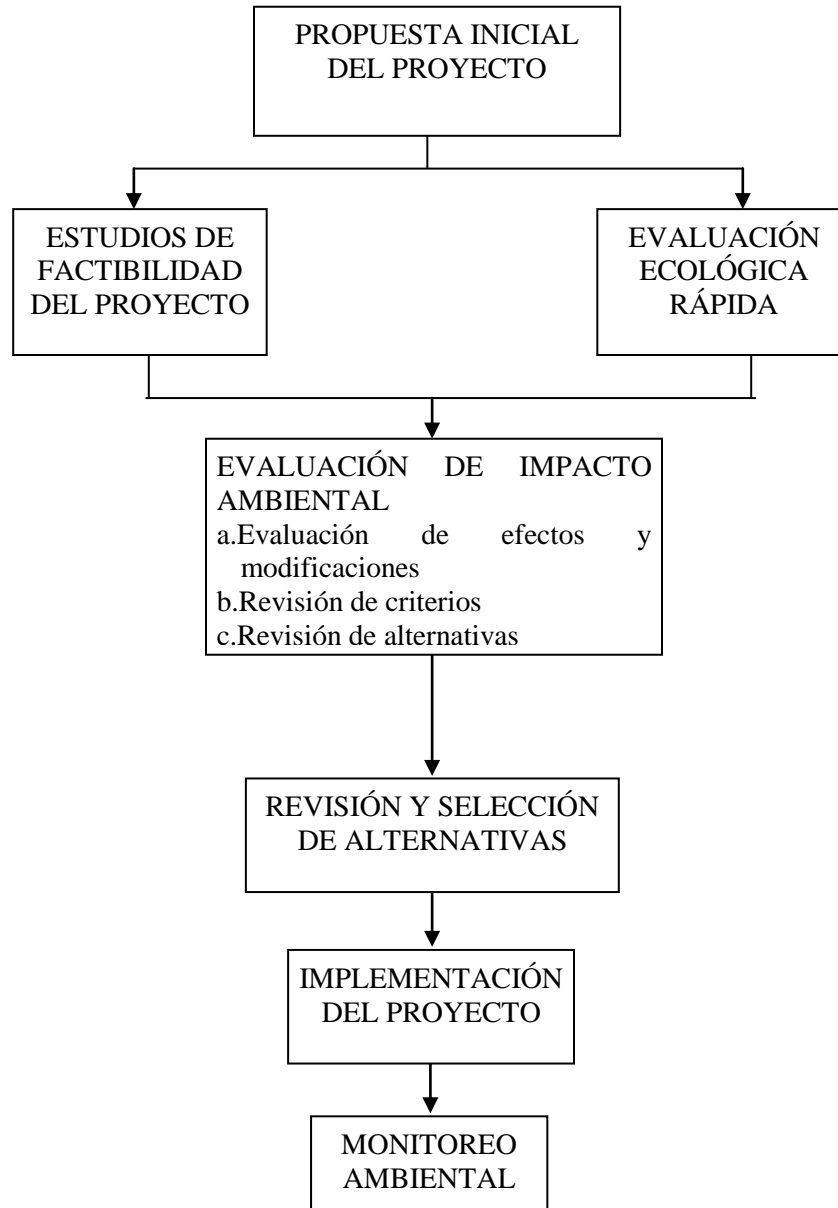 PROPUESTA INICIAL
DEL PROYECTO
ESTUDIOS DE
FACTIBILIDAD
DEL PROYECTO
EVALUACIÓN
ECOLÓGICA
RÁPIDA
EVALUACIÓN DE IMPACTO
AMBIENTAL
a.Evaluación de efectos y
modificaciones
b.Revisión de criterios
c.Revisión de alternativas
REVISIÓN Y SELECCIÓN
DE ALTERNATIVAS
IMPLEMENTACIÓN
DEL PROYECTO
MONITOREO
AMBIENTAL